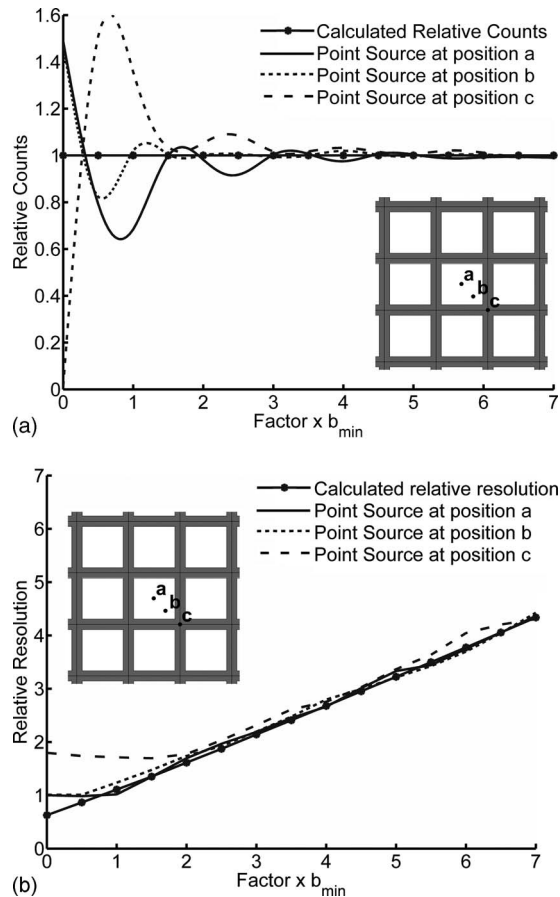 1.6
1.4
1.2
1
0.8
0.6
0.4
0.2
0
Relative Counts
Calculated Relative Counts
Point Source at position a
Point Source at position b
Point Source at position c
a
b
c
0 1 2 3 4 5 6 7
Factor x b_min
(a)
7
6
5
4
3
2
1
0
Relative Resolution
Calculated relative resolution
Point Source at position a
Point Source at position b
Point Source at position c
a
b
c
0 1 2 3 4 5 6 7
Factor x b_min
(b)